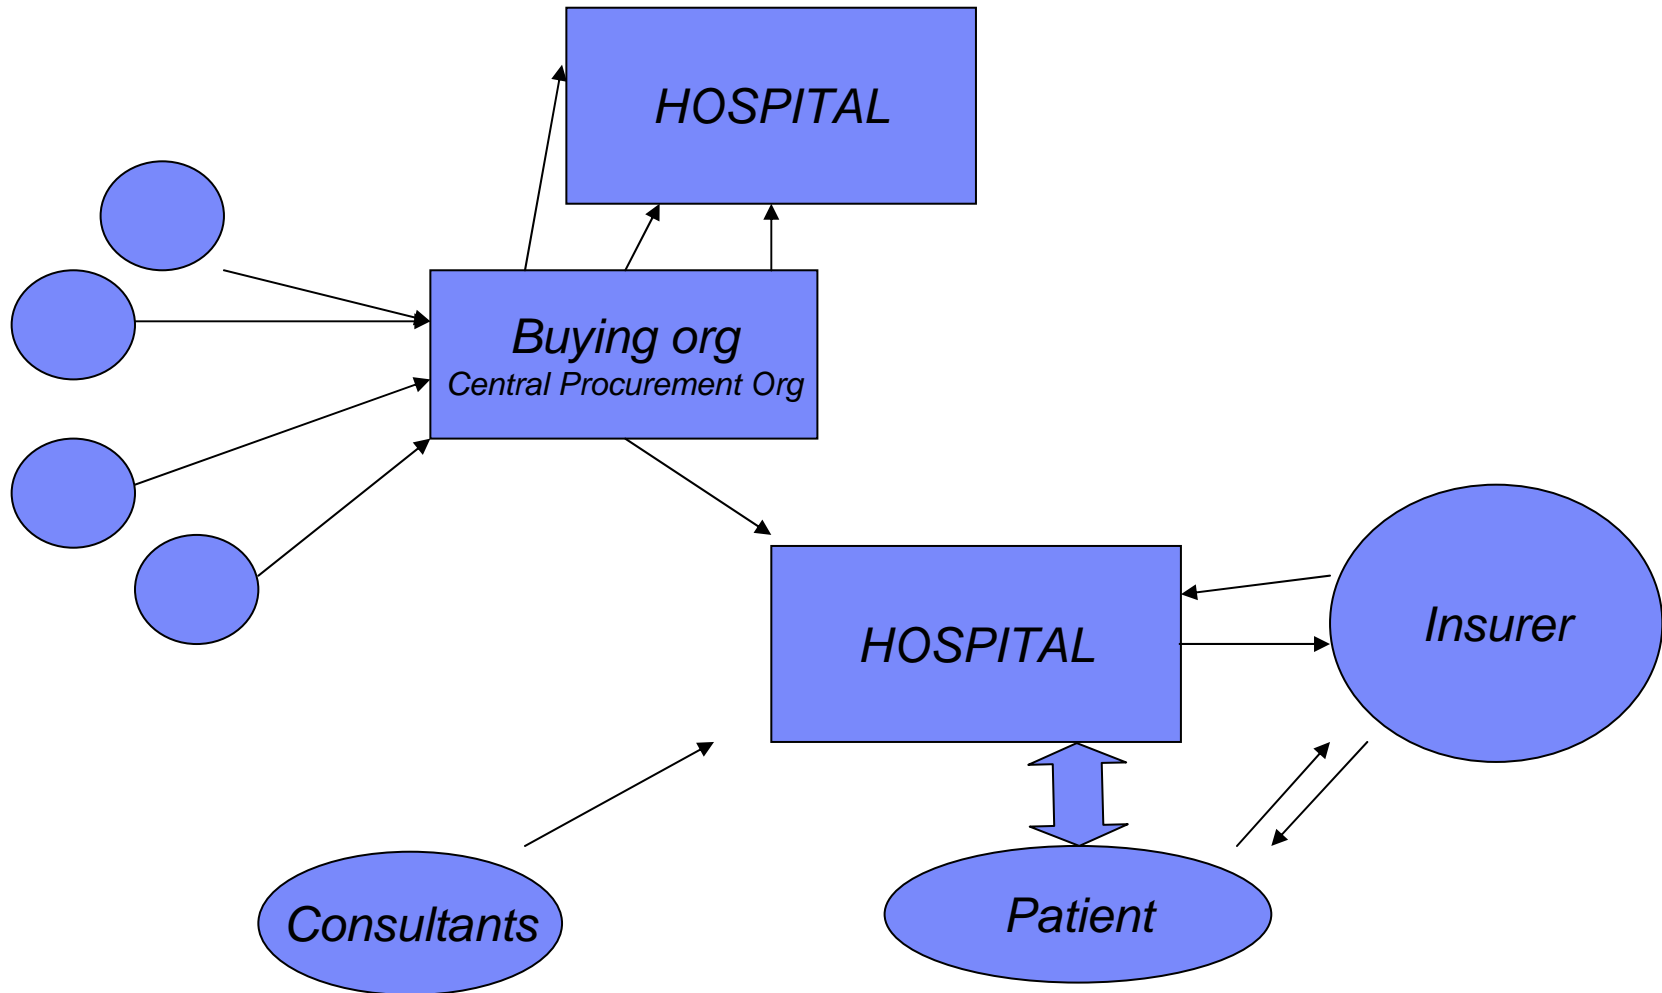 HOSPITAL
Buying org
Central Procurement Org
HOSPITAL
Insurer
Consultants
Patient